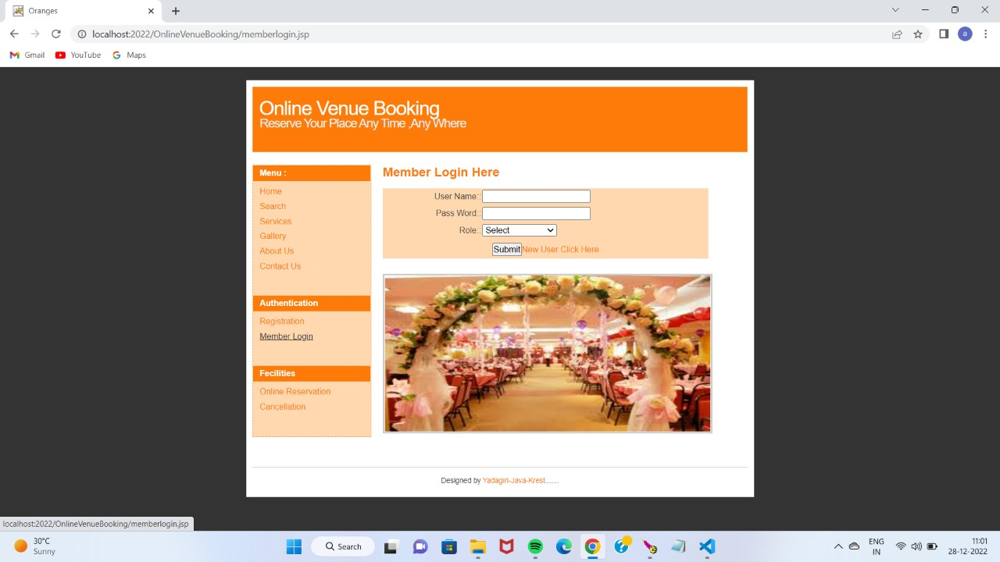 Oranges
localhost:2022/OnlineVenueBooking/memberlogin.jsp
a
Gmail
YouTube
Maps
Online Venue Booking
Reserve Your Place Any Time ,Any Where
Menu :
Home
Search
Services
Gallery
About Us
Contact Us
Authentication
Registration
Member Login
Fecilities
Online Reservation
Cancellation
Member Login Here
User Name::
Pass Word::
Role:: Select
Submit New User Click Here
Designed by Yadagiri-Java-Krest.......
localhost:2022/OnlineVenueBooking/memberlogin.jsp
30°C
Sunny
Search
ENG
IN
11:01
28-12-2022